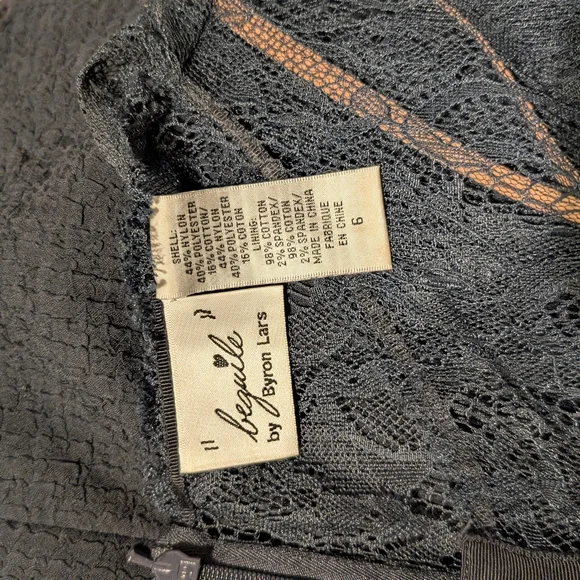 SHELL:
44% NYLON
40% POLYESTER
16% COTTON/
44% NYLON
40% POLYESTER
16% COTON
LINING:
98% COTTON
2% SPANDEX/
98% COTON
2% SPANDEX/
MADE IN CHINA
FABRIQUE
EN CHINE
6
"beguile"
by Byron Lars